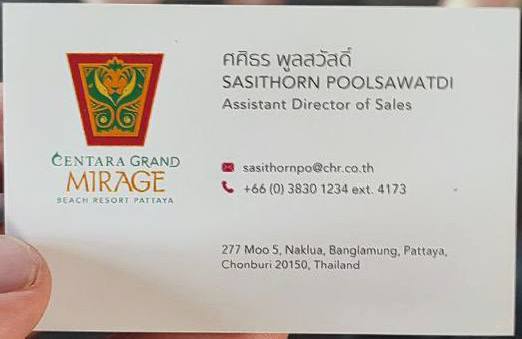 ศศิธร พูลสวัสดิ์
SASITHORN POOLSAWATDI
Assistant Director of Sales
CENTARA GRAND
MIRAGE
BEACH RESORT PATTAYA
sasithornpo@chr.co.th
+66 (0) 3830 1234 ext. 4173
277 Moo 5, Naklua, Banglamung, Pattaya,
Chonburi 20150, Thailand